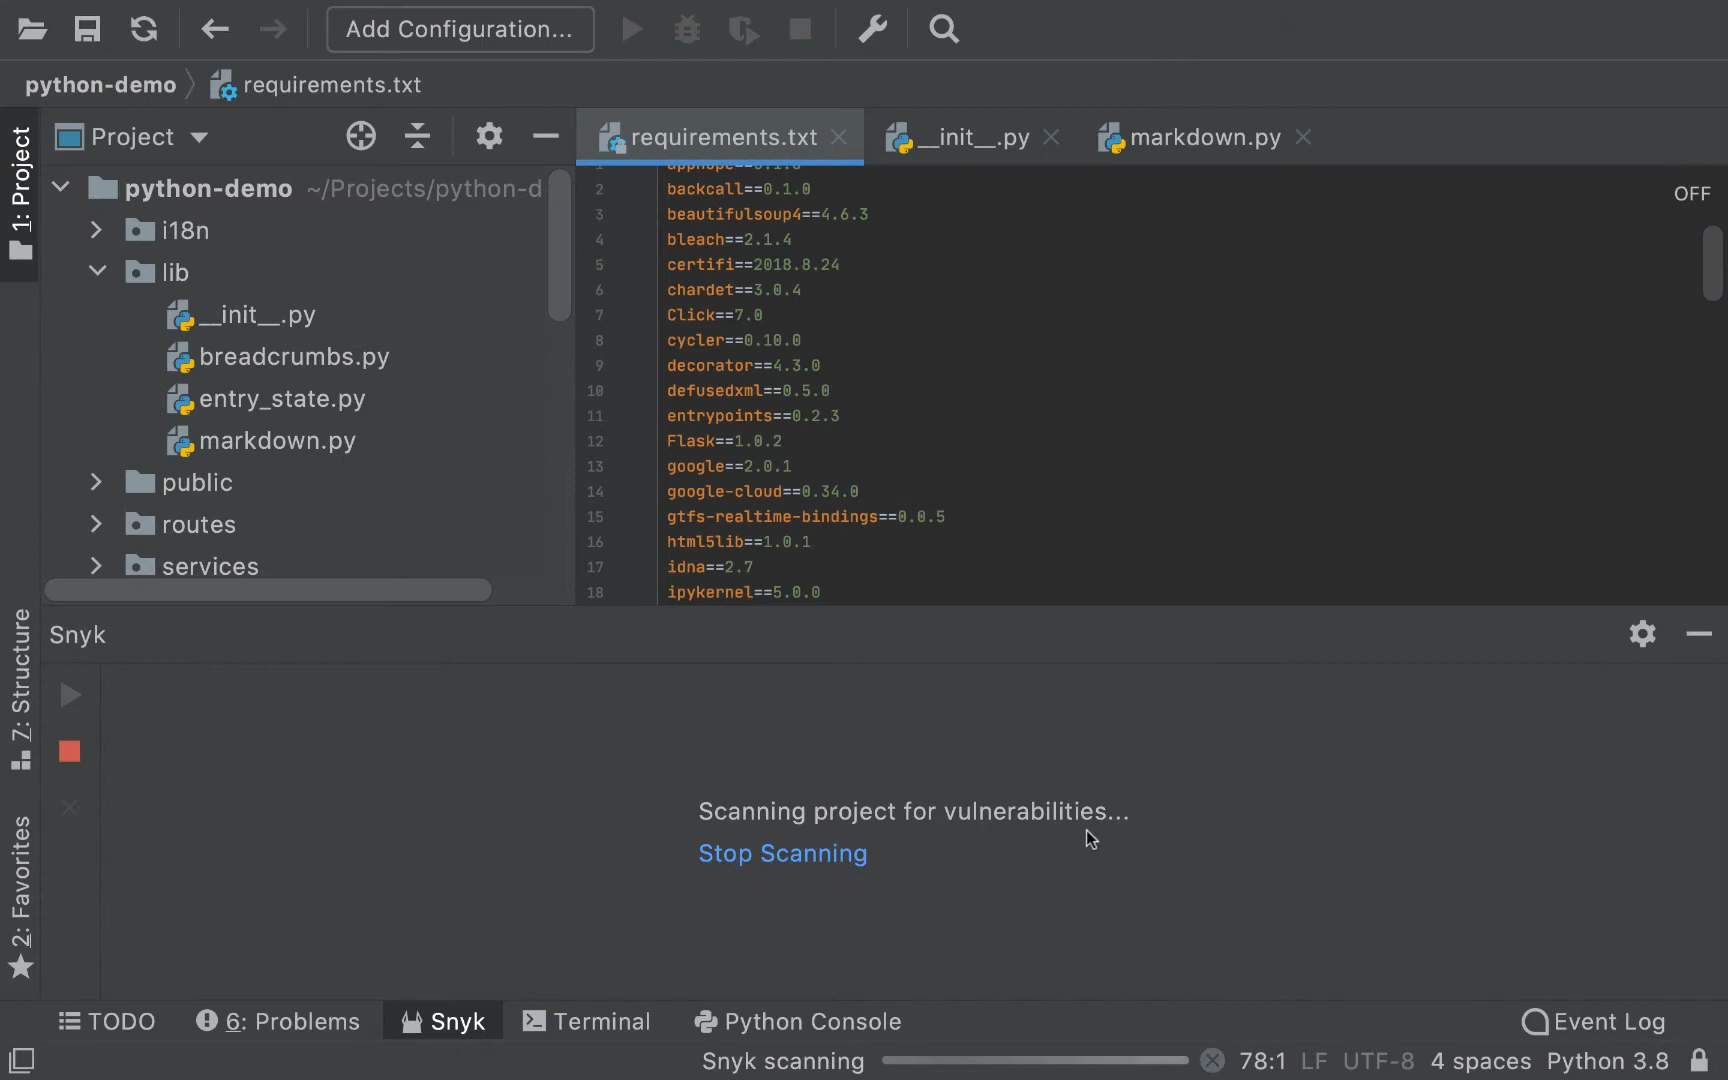 Add Configuration...
python-demo
requirements.txt
1: Project
Project
requirements.txt
__init__.py
markdown.py
python-demo ~/Projects/python-d
i18n
lib
__init__.py
breadcrumbs.py
entry_state.py
markdown.py
public
routes
services
OFF
1
2 backcall==0.1.0
3 beautifulsoup4==4.6.3
4 bleach==2.1.4
5 certifi==2018.8.24
6 chardet==3.0.4
7 Click==7.0
8 cycler==0.10.0
9 decorator==4.3.0
10 defusedxml==0.5.0
11 entrypoints==0.2.3
12 Flask==1.0.2
13 google==2.0.1
14 google-cloud==0.34.0
15 gtfs-realtime-bindings==0.0.5
16 html5lib==1.0.1
17 idna==2.7
18 ipykernel==5.0.0
Snyk
Z: Structure
2: Favorites
Scanning project for vulnerabilities...
Stop Scanning
TODO
6: Problems
Snyk
Terminal
Python Console
Event Log
Snyk scanning
78:1 LF UTF-8 4 spaces Python 3.8